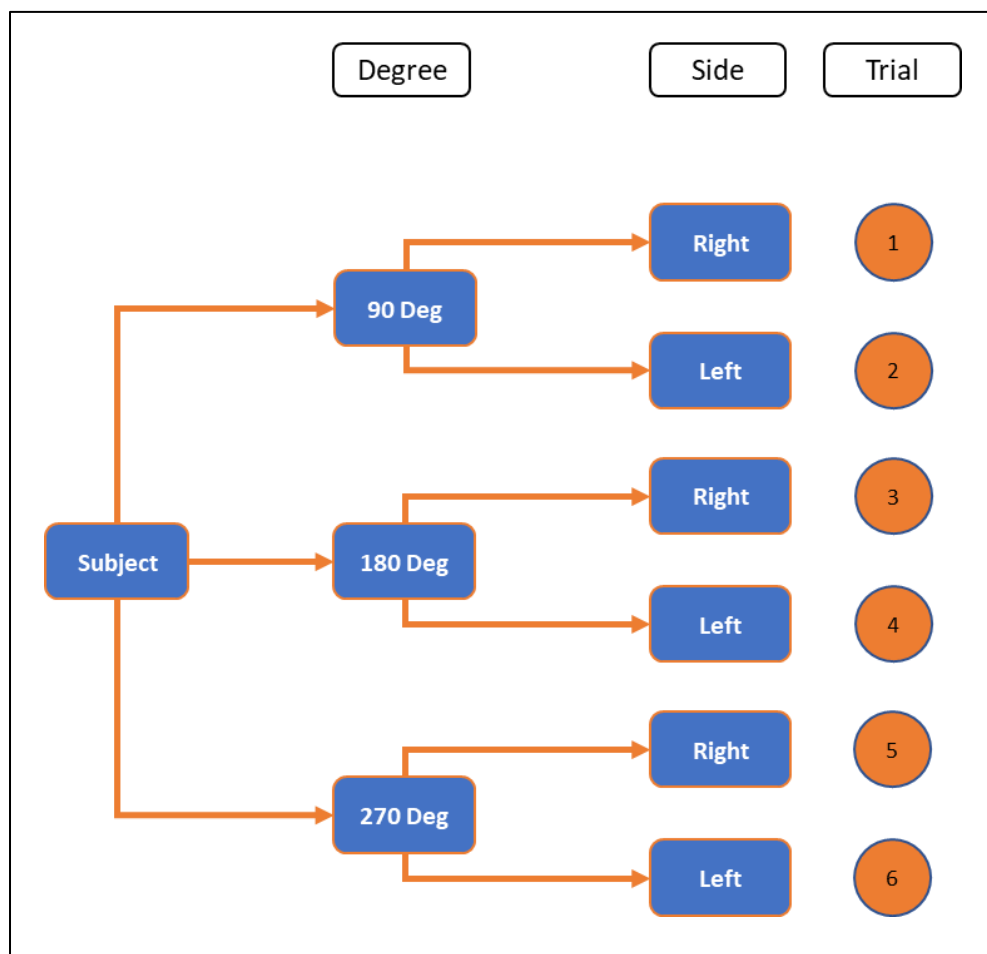 Degree Side Trial
Right 1
90 Deg
Left 2
Right 3
Subject 180 Deg
Left 4
Right 5
270 Deg
Left 6